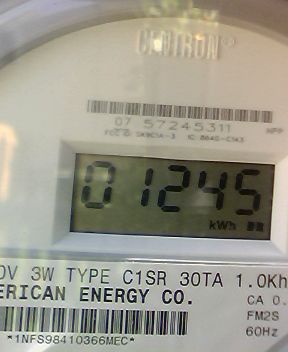 CENTRON®
07 57245311
01245
kWh
0V 3W TYPE C1SR 30TA 1.0Kh
ERICAN ENERGY CO.
CA 0.
FM2S
60Hz
*1NFS98410366MEC*